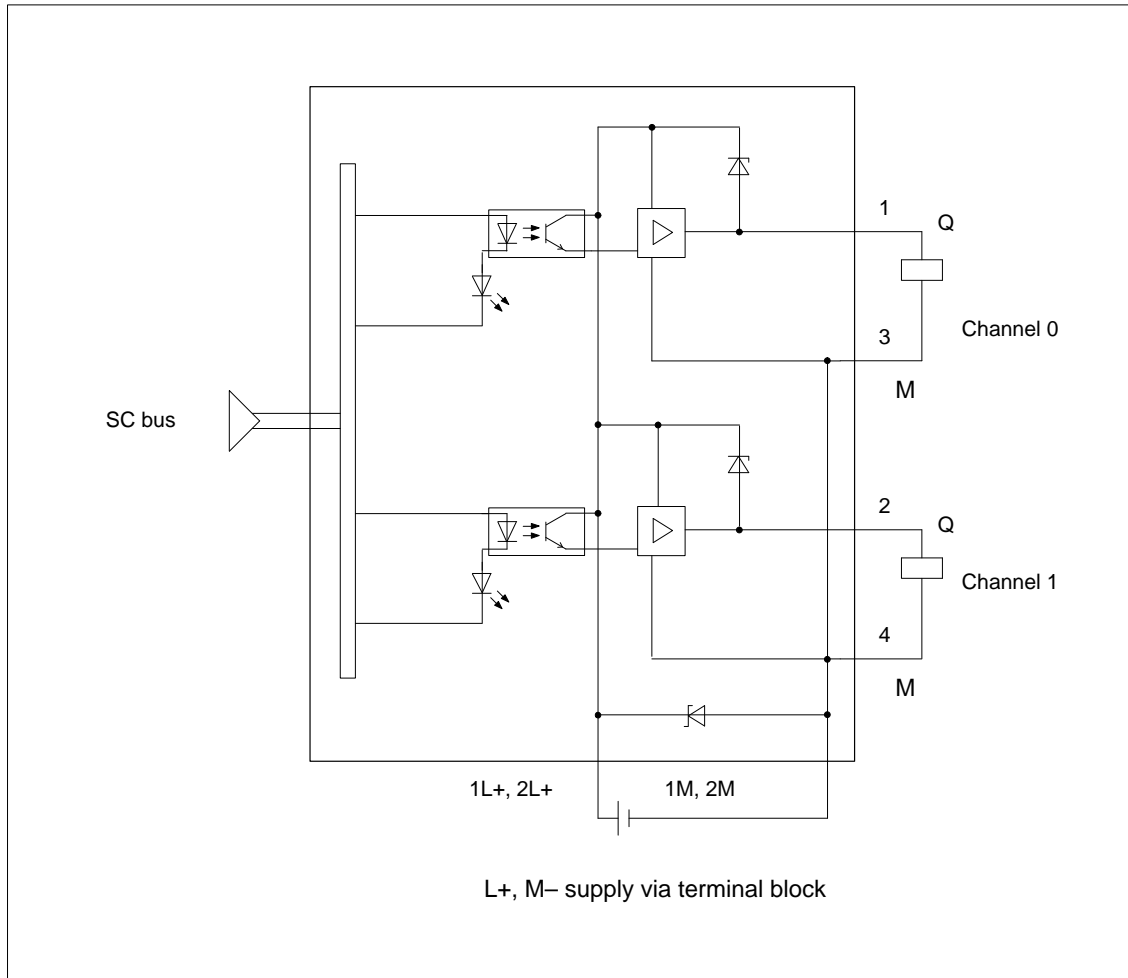 1
Q
3
Channel 0
M
SC bus
2
Q
Channel 1
4
M
1L+, 2L+
1M, 2M
L+, M– supply via terminal block